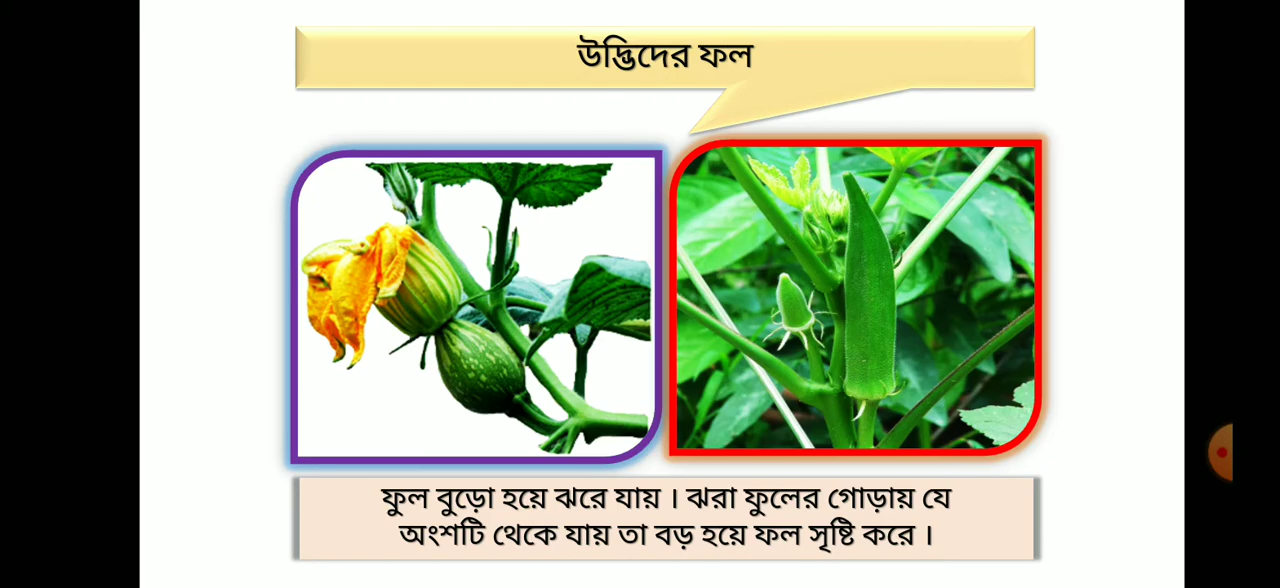 উদ্ভিদের ফল
ফুল বুড়ো হয়ে ঝরে যায় । ঝরা ফুলের গোড়ায় যে
অংশটি থেকে যায় তা বড় হয়ে ফল সৃষ্টি করে ।